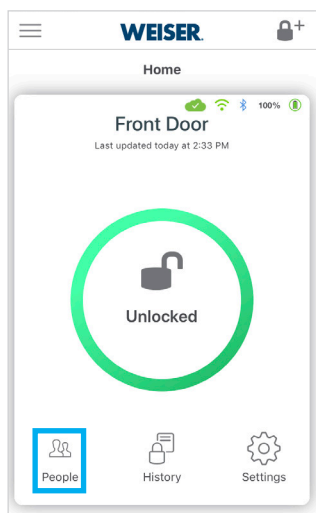 WEISER
Home
100%
Front Door
Last updated today at 2:33 PM
Unlocked
People History Settings